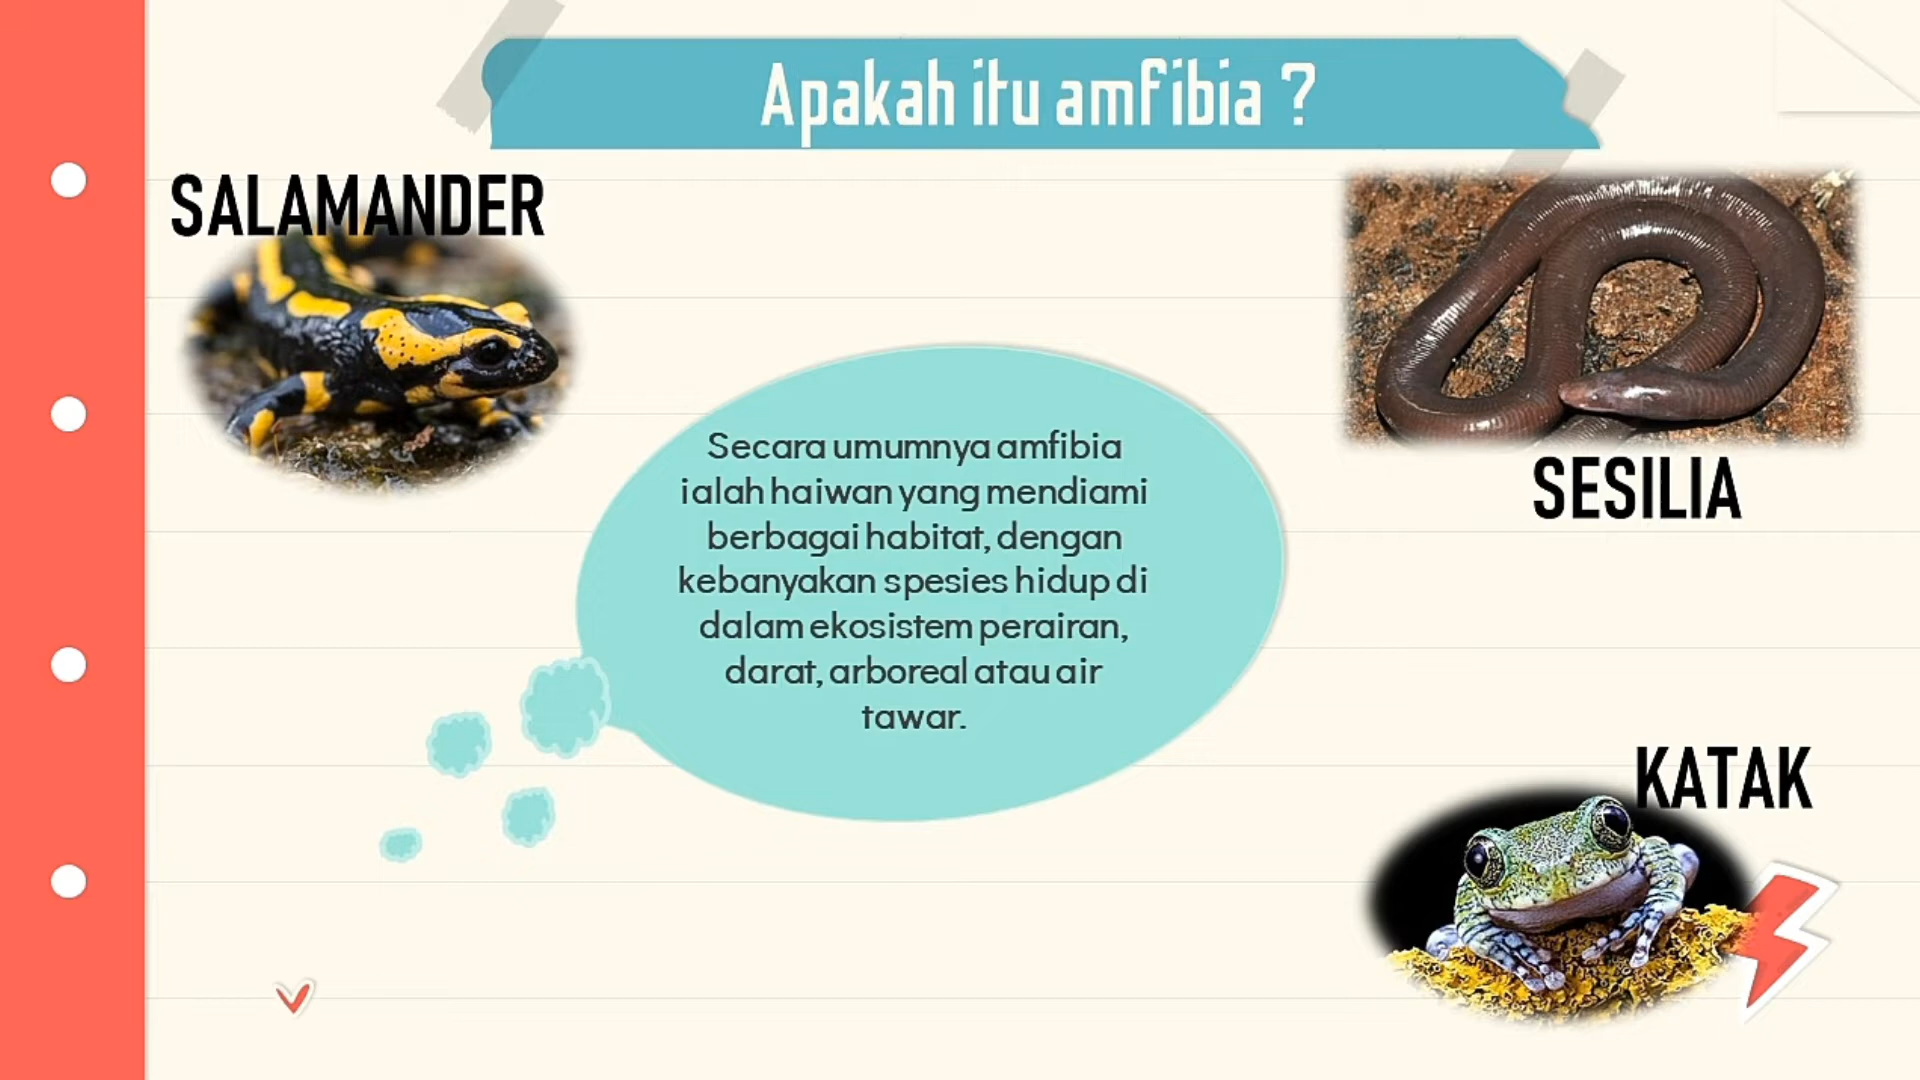 Apakah itu amfibia ?
SALAMANDER
Secara umumnya amfibia
ialah haiwan yang mendiami
berbagai habitat, dengan
kebanyakan spesies hidup di
dalam ekosistem perairan,
darat, arboreal atau air
tawar.
SESILIA
KATAK